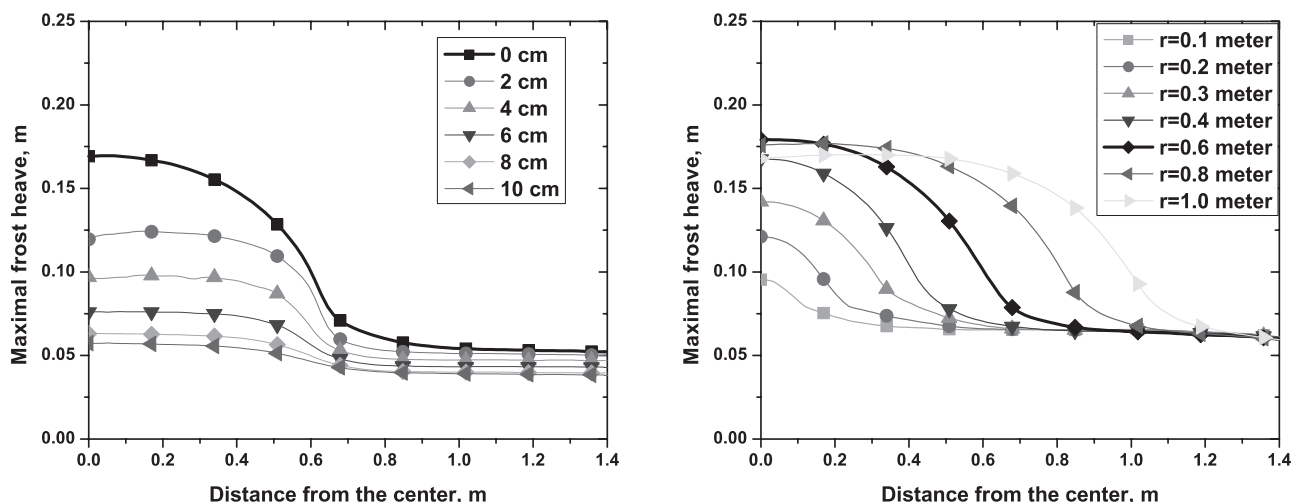 0.25
0.20
0.15
0.10
0.05
0.00
Maximal frost heave, m
0 cm
2 cm
4 cm
6 cm
8 cm
10 cm
0.0 0.2 0.4 0.6 0.8 1.0 1.2 1.4
Distance from the center, m
0.25
0.20
0.15
0.10
0.05
0.00
Maximal frost heave, m
r=0.1 meter
r=0.2 meter
r=0.3 meter
r=0.4 meter
r=0.6 meter
r=0.8 meter
r=1.0 meter
0.0 0.2 0.4 0.6 0.8 1.0 1.2 1.4
Distance from the center, m